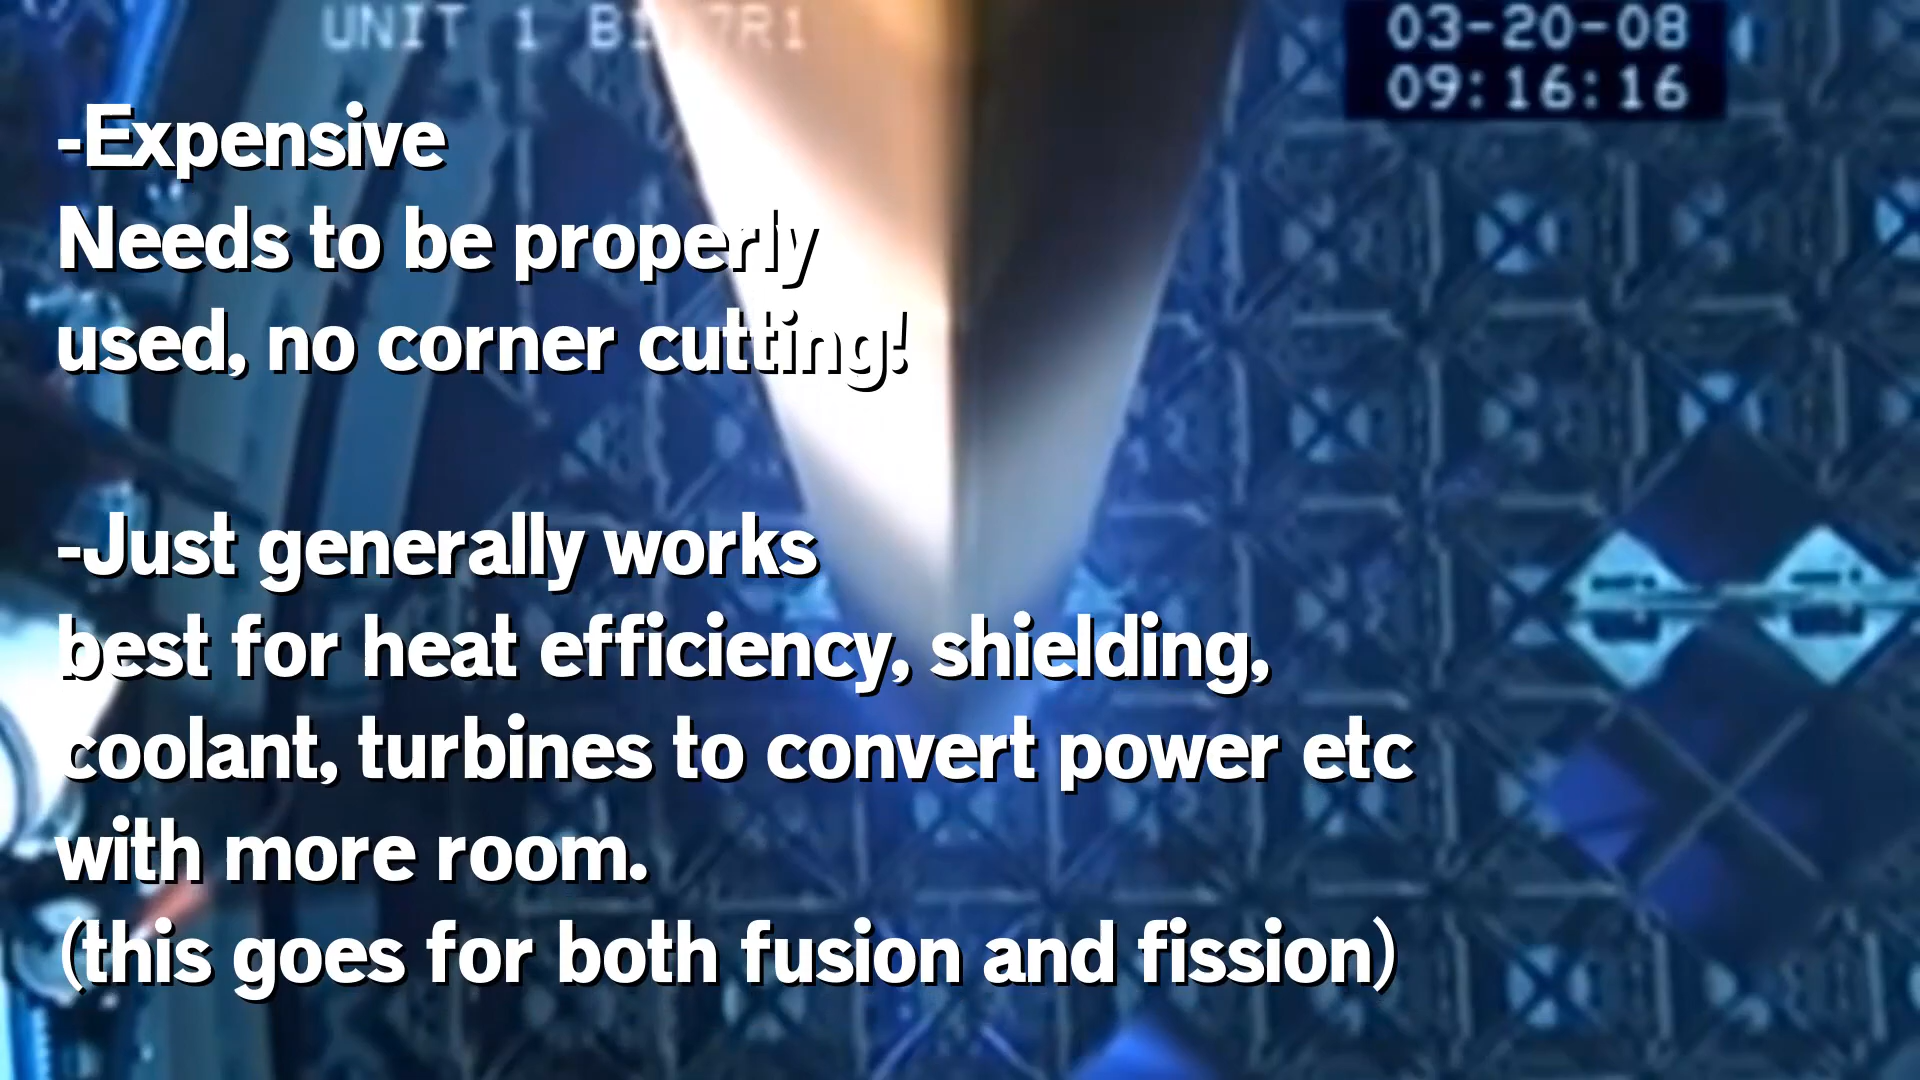 UNIT 1
03-20-08
09:16:16
-Expensive
Needs to be properly
used, no corner cutting!
-Just generally works
best for heat efficiency, shielding,
coolant, turbines to convert power etc
with more room.
(this goes for both fusion and fission)